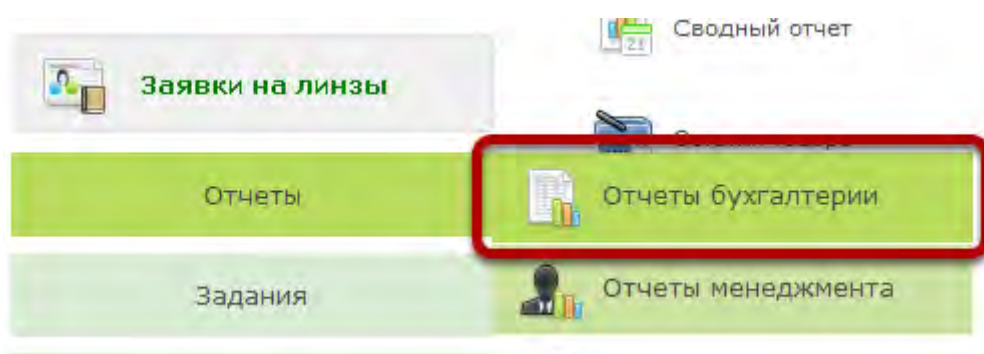 Сводный отчет
Заявки на линзы
Отчеты
Отчеты бухгалтерии
Задания
Отчеты менеджмента